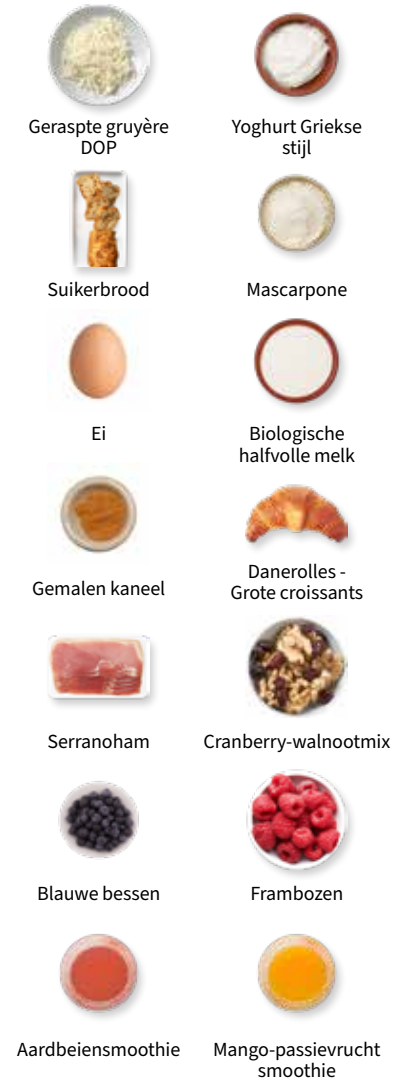 Geraspte gruyère
DOP
Yoghurt Griekse
stijl
Suikerbrood
Mascarpone
Ei
Biologische
halfvolle melk
Gemalen kaneel
Danerolles -
Grote croissants
Serranoham
Cranberry-walnootmix
Blauwe bessen
Frambozen
Aardbeiensmoothie
Mango-passievrucht
smoothie